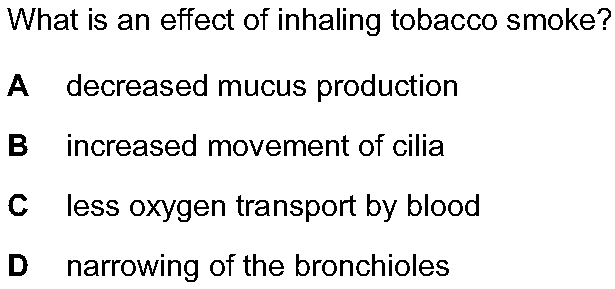 What is an effect of inhaling tobacco smoke?
A decreased mucus production
B increased movement of cilia
C less oxygen transport by blood
D narrowing of the bronchioles